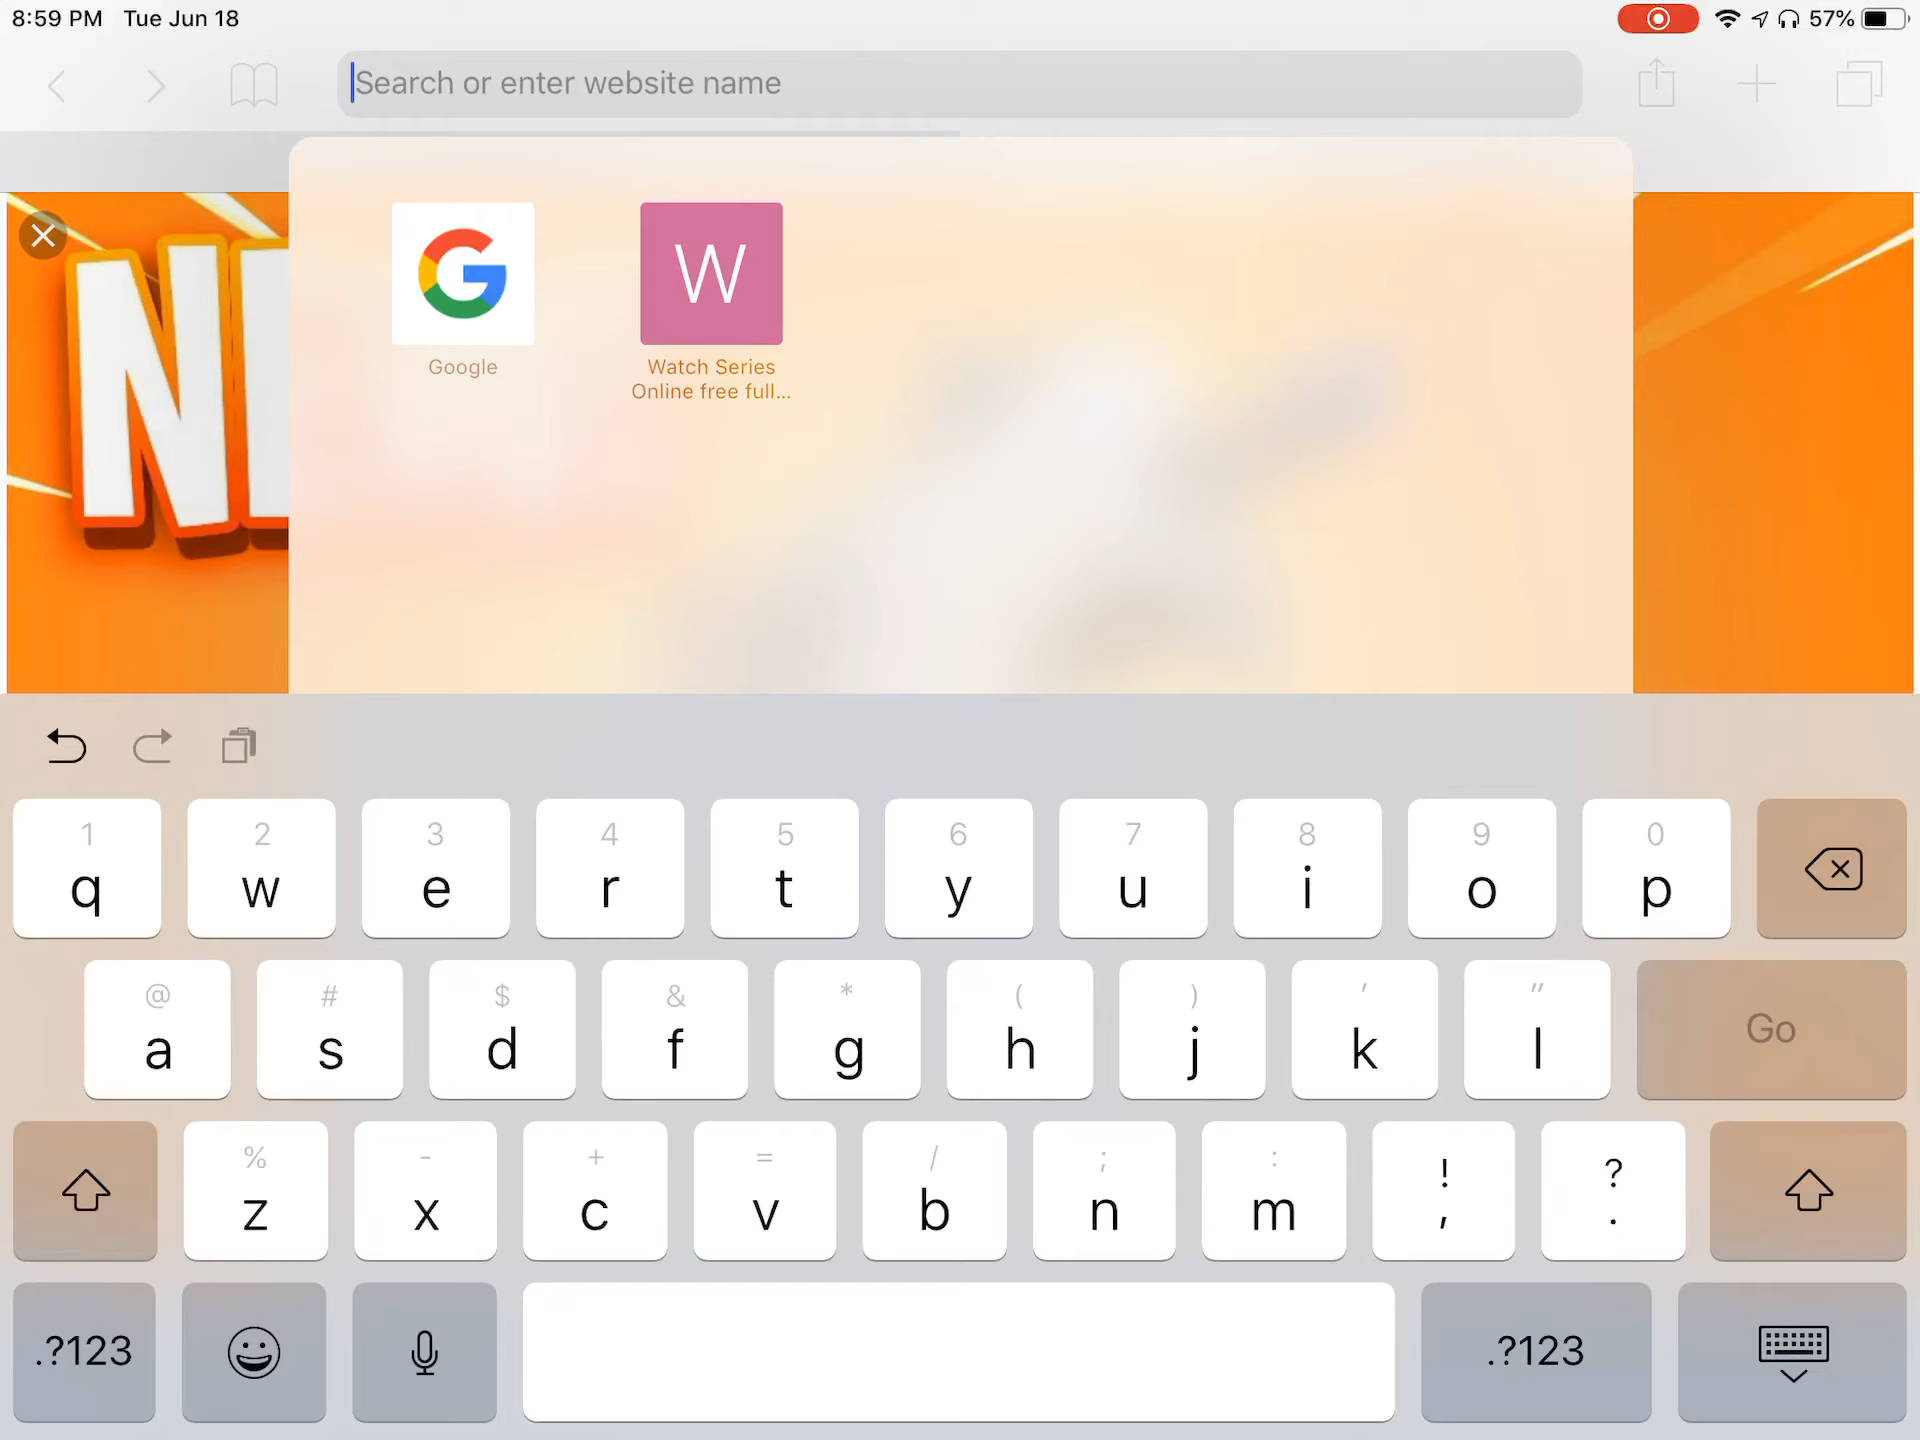 8:59 PM Tue Jun 18 57%
Search or enter website name
W
Google
Watch Series
Online free full...
1 2 3 4 5 6 7 8 9 0
q w e r t y u i o p
@ # $ & * ( ) ' "
a s d f g h j k l Go
% - + = / ; : ! ?
z x c v b n m , .
.?123 .?123